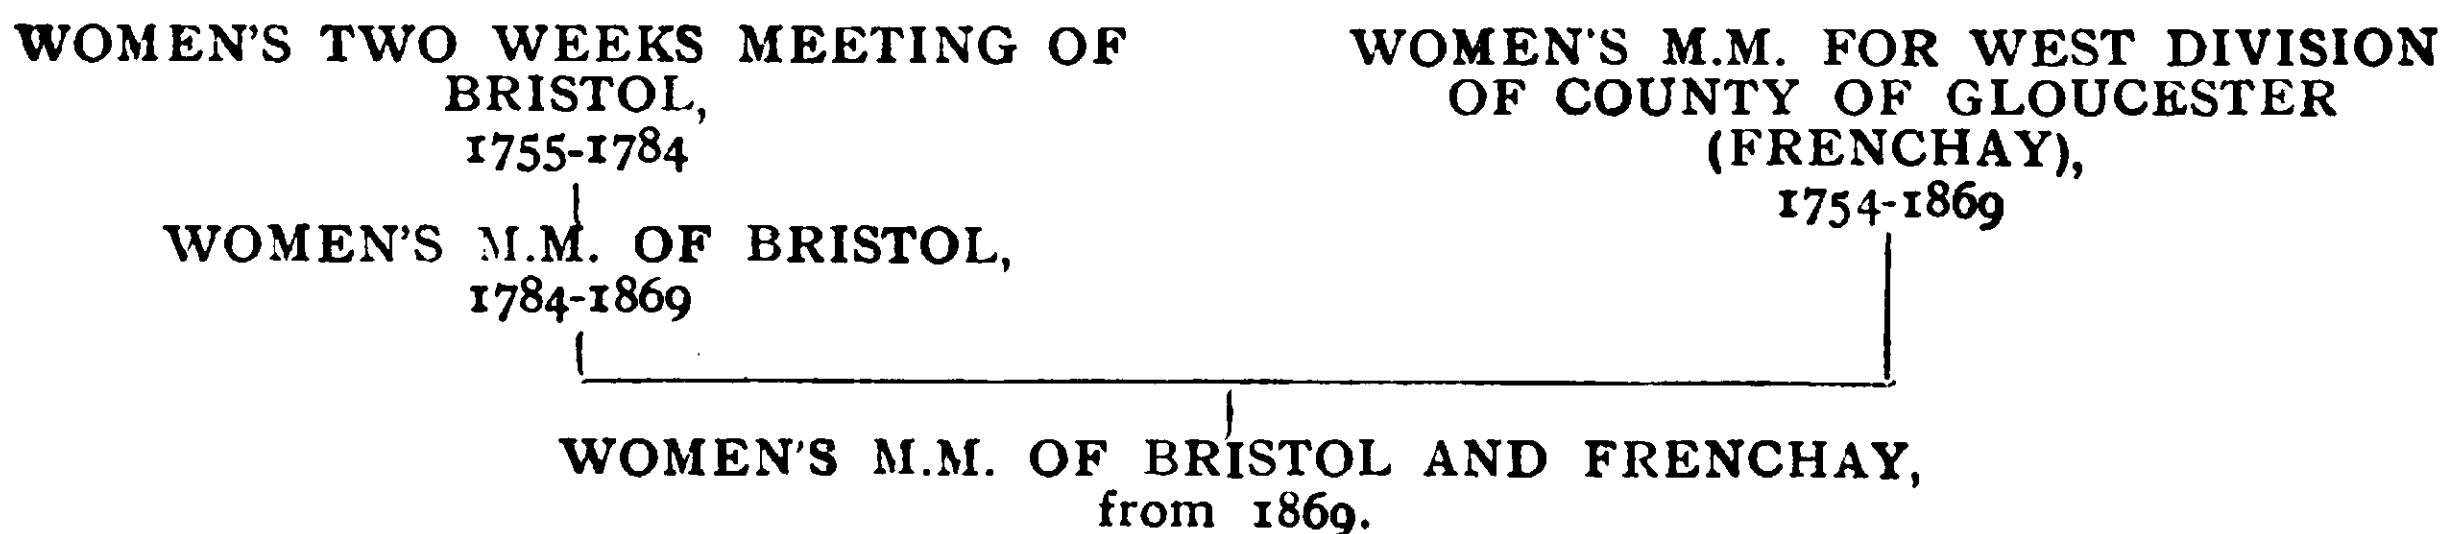 WOMEN'S TWO WEEKS MEETING OF
BRISTOL,
1755-1784
WOMEN'S M.M. OF BRISTOL,
1784-1869
WOMEN'S M.M. FOR WEST DIVISION
OF COUNTY OF GLOUCESTER
(FRENCHAY),
1754-1869
WOMEN'S M.M. OF BRISTOL AND FRENCHAY,
from 1869.